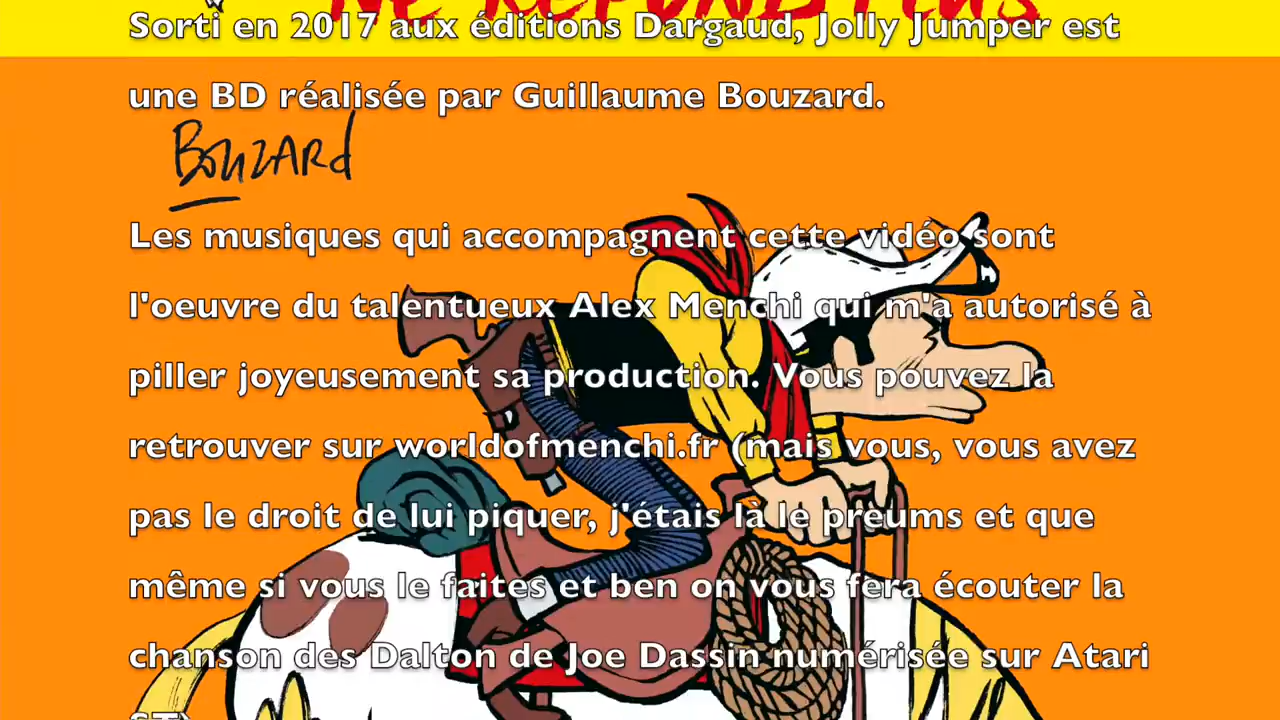 NE RÉPOND PLUS
Sorti en 2017 aux éditions Dargaud, Jolly Jumper est
une BD réalisée par Guillaume Bouzard.
BOUZARD
Les musiques qui accompagnent cette vidéo sont
l'oeuvre du talentueux Alex Menchi qui m'a autorisé à
piller joyeusement sa production. Vous pouvez la
retrouver sur worldofmenchi.fr (mais vous, vous avez
pas le droit de lui piquer, j'étais là le preums et que
même si vous le faites et ben on vous fera écouter la
chanson des Dalton de Joe Dassin numérisée sur Atari
ST)